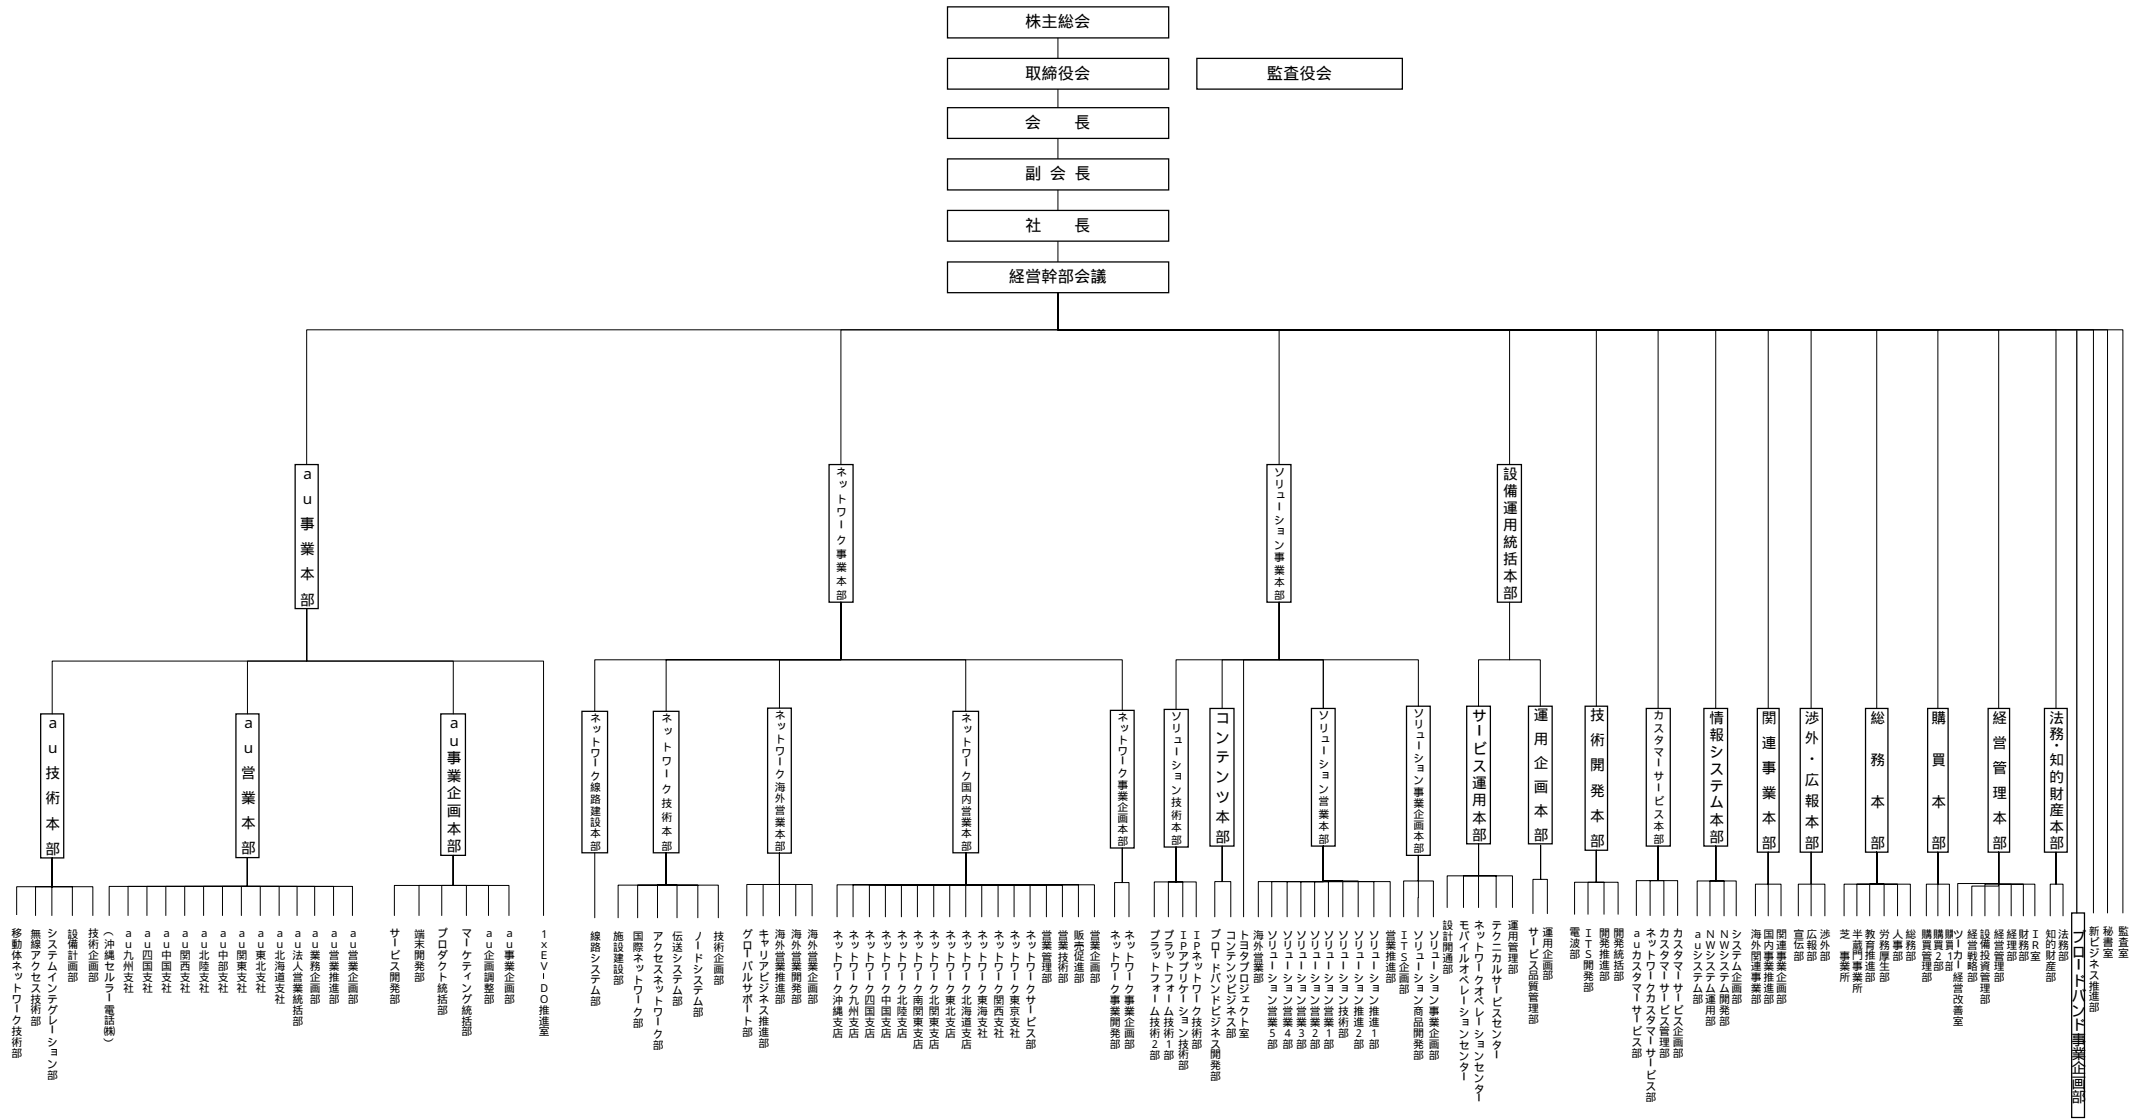 株主総会
取締役会
監査役会
会　長
副 会 長
社　長
経営幹部会議
au事業本部
ネットワーク事業本部
ソリューション事業本部
設備運用統括本部
au技術本部
au営業本部
au事業企画本部
ネットワーク線路建設本部
ネットワーク技術本部
ネットワーク海外営業本部
ネットワーク国内営業本部
ネットワーク事業企画本部
ソリューション技術本部
コンテンツ本部
ソリューション営業本部
ソリューション事業企画本部
サービス運用本部
運用企画本部
技術開発本部
カスタマーサービス本部
情報システム本部
関連事業本部
渉外・広報本部
総務本部
購買本部
経営管理本部
法務・知的財産本部
移動体ネットワーク技術部
無線アクセス技術部
システムインテグレーション部
設備計画部
技術企画部
（沖縄セルラー電話㈱）
au九州支社
au四国支社
au中国支社
au関西支社
au北陸支社
au中部支社
au関東支社
au東北支社
au北海道支社
au法人営業統括部
au業務企画部
au営業推進部
au営業企画部
サービス開発部
端末開発部
プロダクト統括部
マーケティング統括部
au企画調整部
au事業企画部
1xEV-DO推進室
線路システム部
施設建設部
国際ネットワーク部
アクセスネットワーク部
伝送システム部
ノードシステム部
技術企画部
グローバルサポート部
キャリアビジネス推進部
海外営業推進部
海外営業開発部
海外営業企画部
ネットワーク沖縄支店
ネットワーク九州支店
ネットワーク四国支店
ネットワーク中国支店
ネットワーク北陸支店
ネットワーク南関東支店
ネットワーク北関東支店
ネットワーク東北支店
ネットワーク北海道支店
ネットワーク東海支社
ネットワーク関西支社
ネットワーク東京支社
ネットワークサービス部
営業管理部
営業技術部
販売促進部
営業企画部
ネットワーク事業開発部
ネットワーク事業企画部
プラットフォーム技術2部
プラットフォーム技術1部
IPアプリケーション技術部
IPネットワーク技術部
ブロードバンドビジネス開発部
コンテンツビジネス部
トヨタプロジェクト室
海外営業部
ソリューション営業5部
ソリューション営業4部
ソリューション営業3部
ソリューション営業2部
ソリューション営業1部
ソリューション技術部
ソリューション推進2部
ソリューション推進1部
営業推進部
ITS企画部
ソリューション商品開発部
ソリューション事業企画部
設計開通部
モバイルオペレーションセンター
ネットワークオペレーションセンター
テクニカルサービスセンター
運用管理部
サービス品質管理部
運用企画部
電波部
ITS開発部
開発推進部
開発統括部
auカスタマーサービス部
ネットワークカスタマーサービス部
カスタマーサービス管理部
カスタマーサービス企画部
auシステム部
NWシステム運用部
NWシステム開発部
システム企画部
海外関連事業部
国内事業推進部
関連事業企画部
宣伝部
広報部
渉外部
芝　事業所
半蔵門事業所
教育推進部
労務厚生部
人事部
総務部
購買管理部
購買2部
購買1部
ツーカー経営改善室
経営戦略部
設備投資管理部
経営管理部
経理部
財務部
IR室
知的財産部
法務部
ブロードバンド事業企画部
新ビジネス推進部
秘書室
監査室